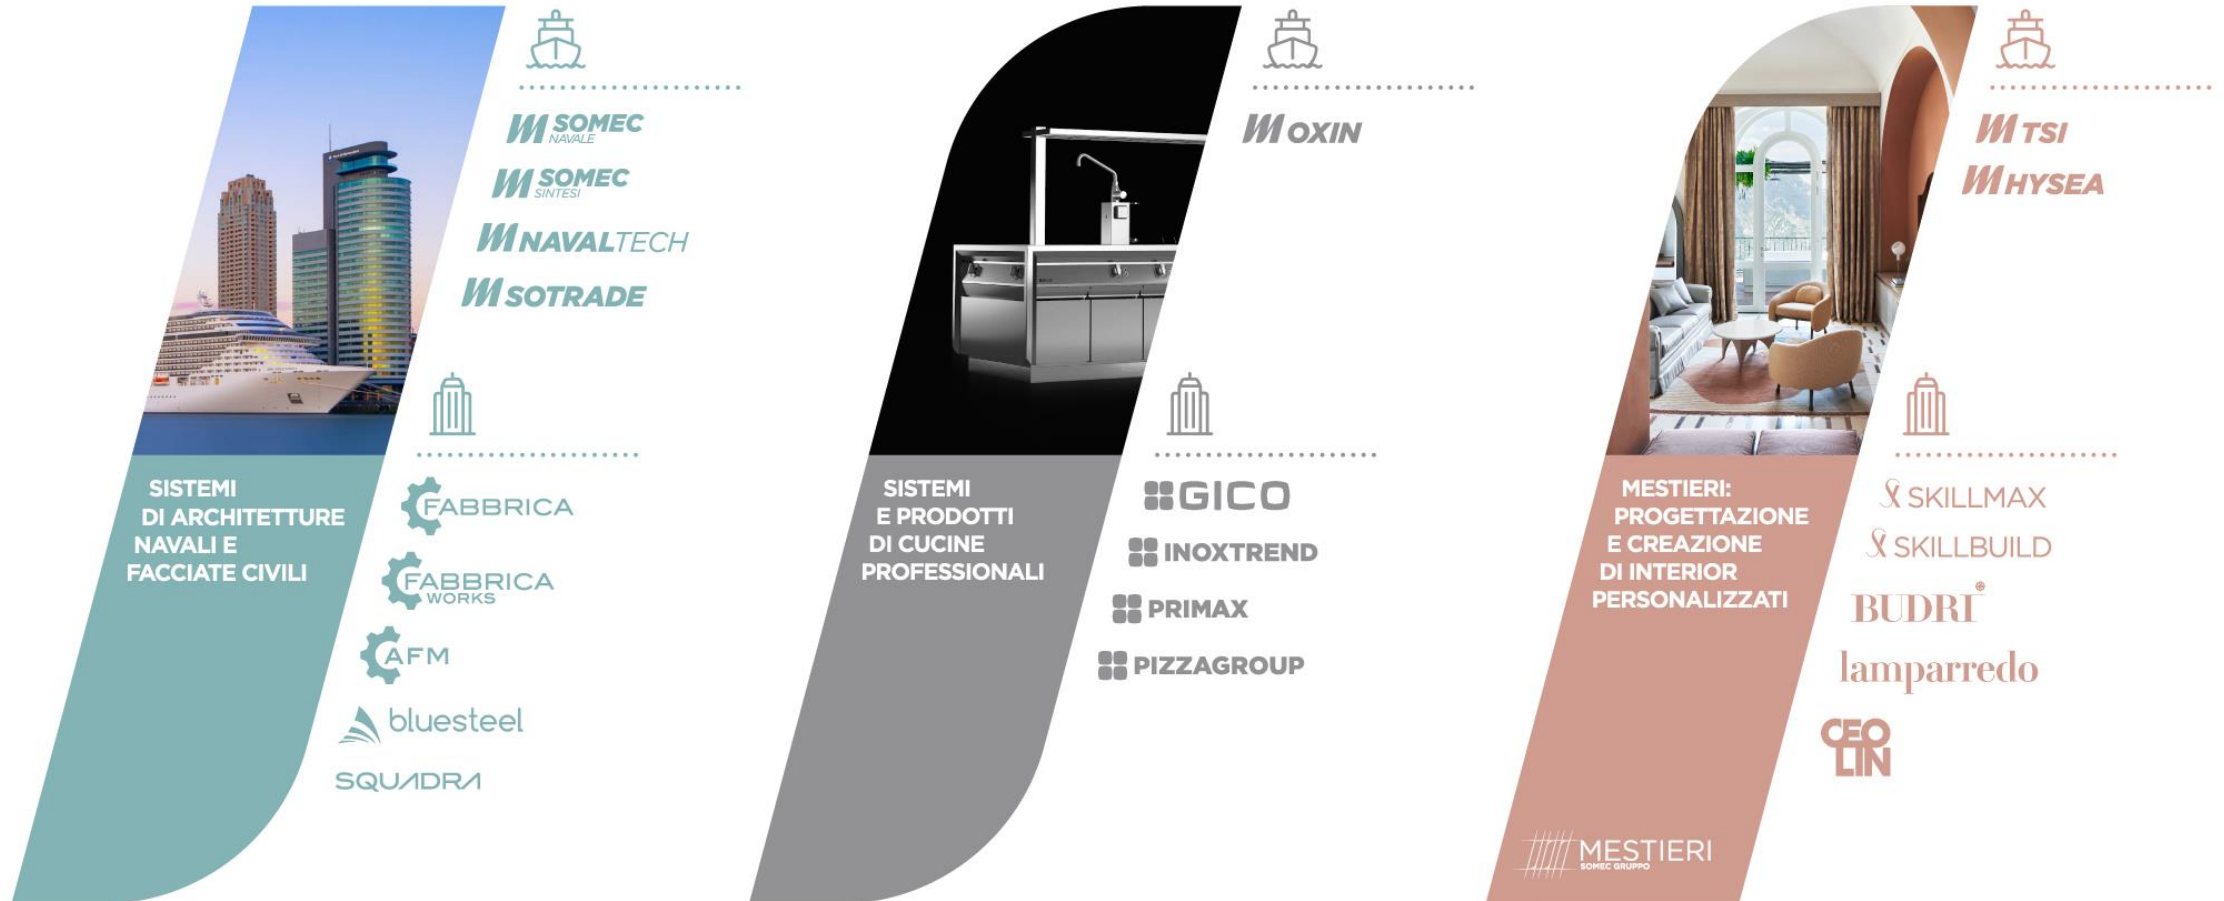 SOMEC
NAVALE
SOMEC
SINTESI
NAVALTECH
SOTRADE
SISTEMI
DI ARCHITETTURE
NAVALI E
FACCIATE CIVILI
FABBRICA
FABBRICA
WORKS
AFM
bluesteel
SQUADRA
OXIN
SISTEMI
E PRODOTTI
DI CUCINE
PROFESSIONALI
GICO
INOXTREND
PRIMAX
PIZZAGROUP
TSI
HYSEA
MESTIERI:
PROGETTAZIONE
E CREAZIONE
DI INTERIOR
PERSONALIZZATI
SKILLMAX
SKILLBUILD
BUDRI
lamparredo
CEO
LIN
MESTIERI
SOMEC GRUPPO